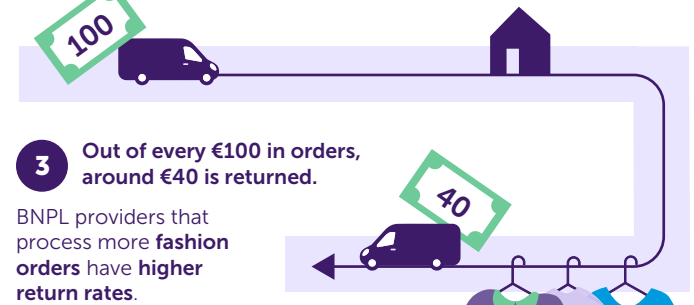 100
3
Out of every €100 in orders,
around €40 is returned.
40
BNPL providers that
process more fashion
orders have higher
return rates.